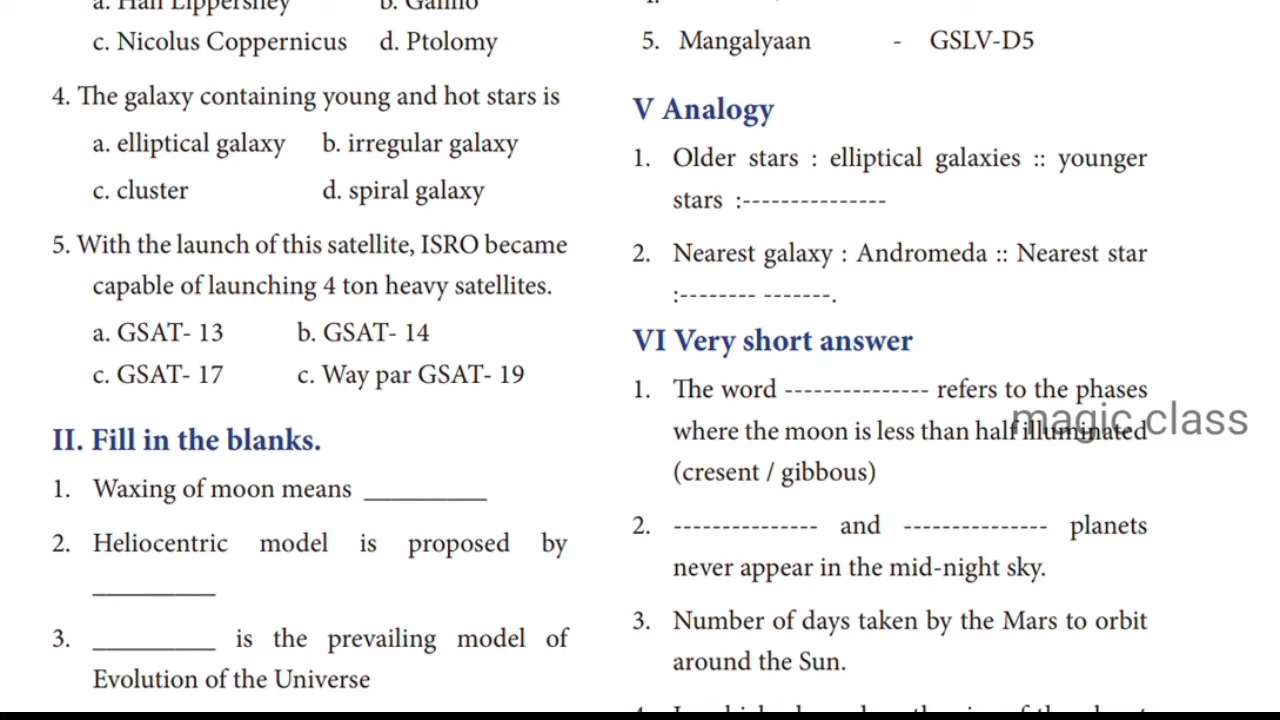 a. Han Lippershey b. Galilio
c. Nicolus Coppernicus d. Ptolomy
4. The galaxy containing young and hot stars is
a. elliptical galaxy b. irregular galaxy
c. cluster d. spiral galaxy
5. With the launch of this satellite, ISRO became
capable of launching 4 ton heavy satellites.
a. GSAT- 13 b. GSAT- 14
c. GSAT- 17 c. Way par GSAT- 19
II. Fill in the blanks.
1. Waxing of moon means _________
2. Heliocentric model is proposed by
_________
3. _________ is the prevailing model of
Evolution of the Universe
5. Mangalyaan - GSLV-D5
V Analogy
1. Older stars : elliptical galaxies :: younger
stars :---------------
2. Nearest galaxy : Andromeda :: Nearest star
:-------- -------.
VI Very short answer
1. The word --------------- refers to the phases
where the moon is less than half illuminated
(cresent / gibbous)
2. --------------- and --------------- planets
never appear in the mid-night sky.
3. Number of days taken by the Mars to orbit
around the Sun.
magic class